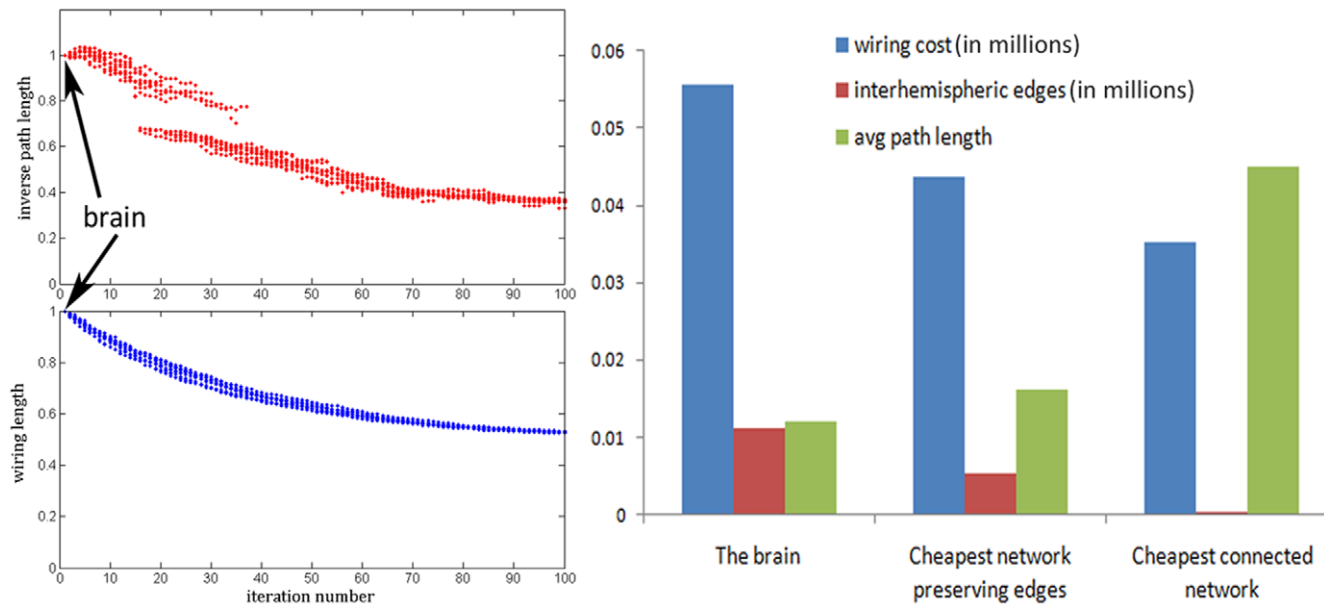 inverse path length
1
0.8
0.6
0.4
0.2
0
0 10 20 30 40 50 60 70 80 90 100
brain
wiring length
1
0.8
0.6
0.4
0.2
0
0 10 20 30 40 50 60 70 80 90 100
iteration number
wiring cost (in millions)
interhemispheric edges (in millions)
avg path length
0.06
0.05
0.04
0.03
0.02
0.01
0
The brain
Cheapest network
preserving edges
Cheapest connected
network